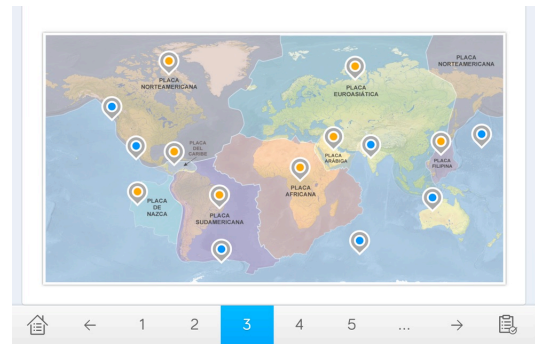 PLACA
NORTEAMERICANA
PLACA
NORTEAMERICANA
PLACA
EUROASIÁTICA
PLACA
DEL
CARIBE
PLACA
ARÁBIGA
PLACA
FILIPINA
PLACA
AFRICANA
PLACA
DE
NAZCA
PLACA
SUDAMERICANA
1 2 3 4 5 ...